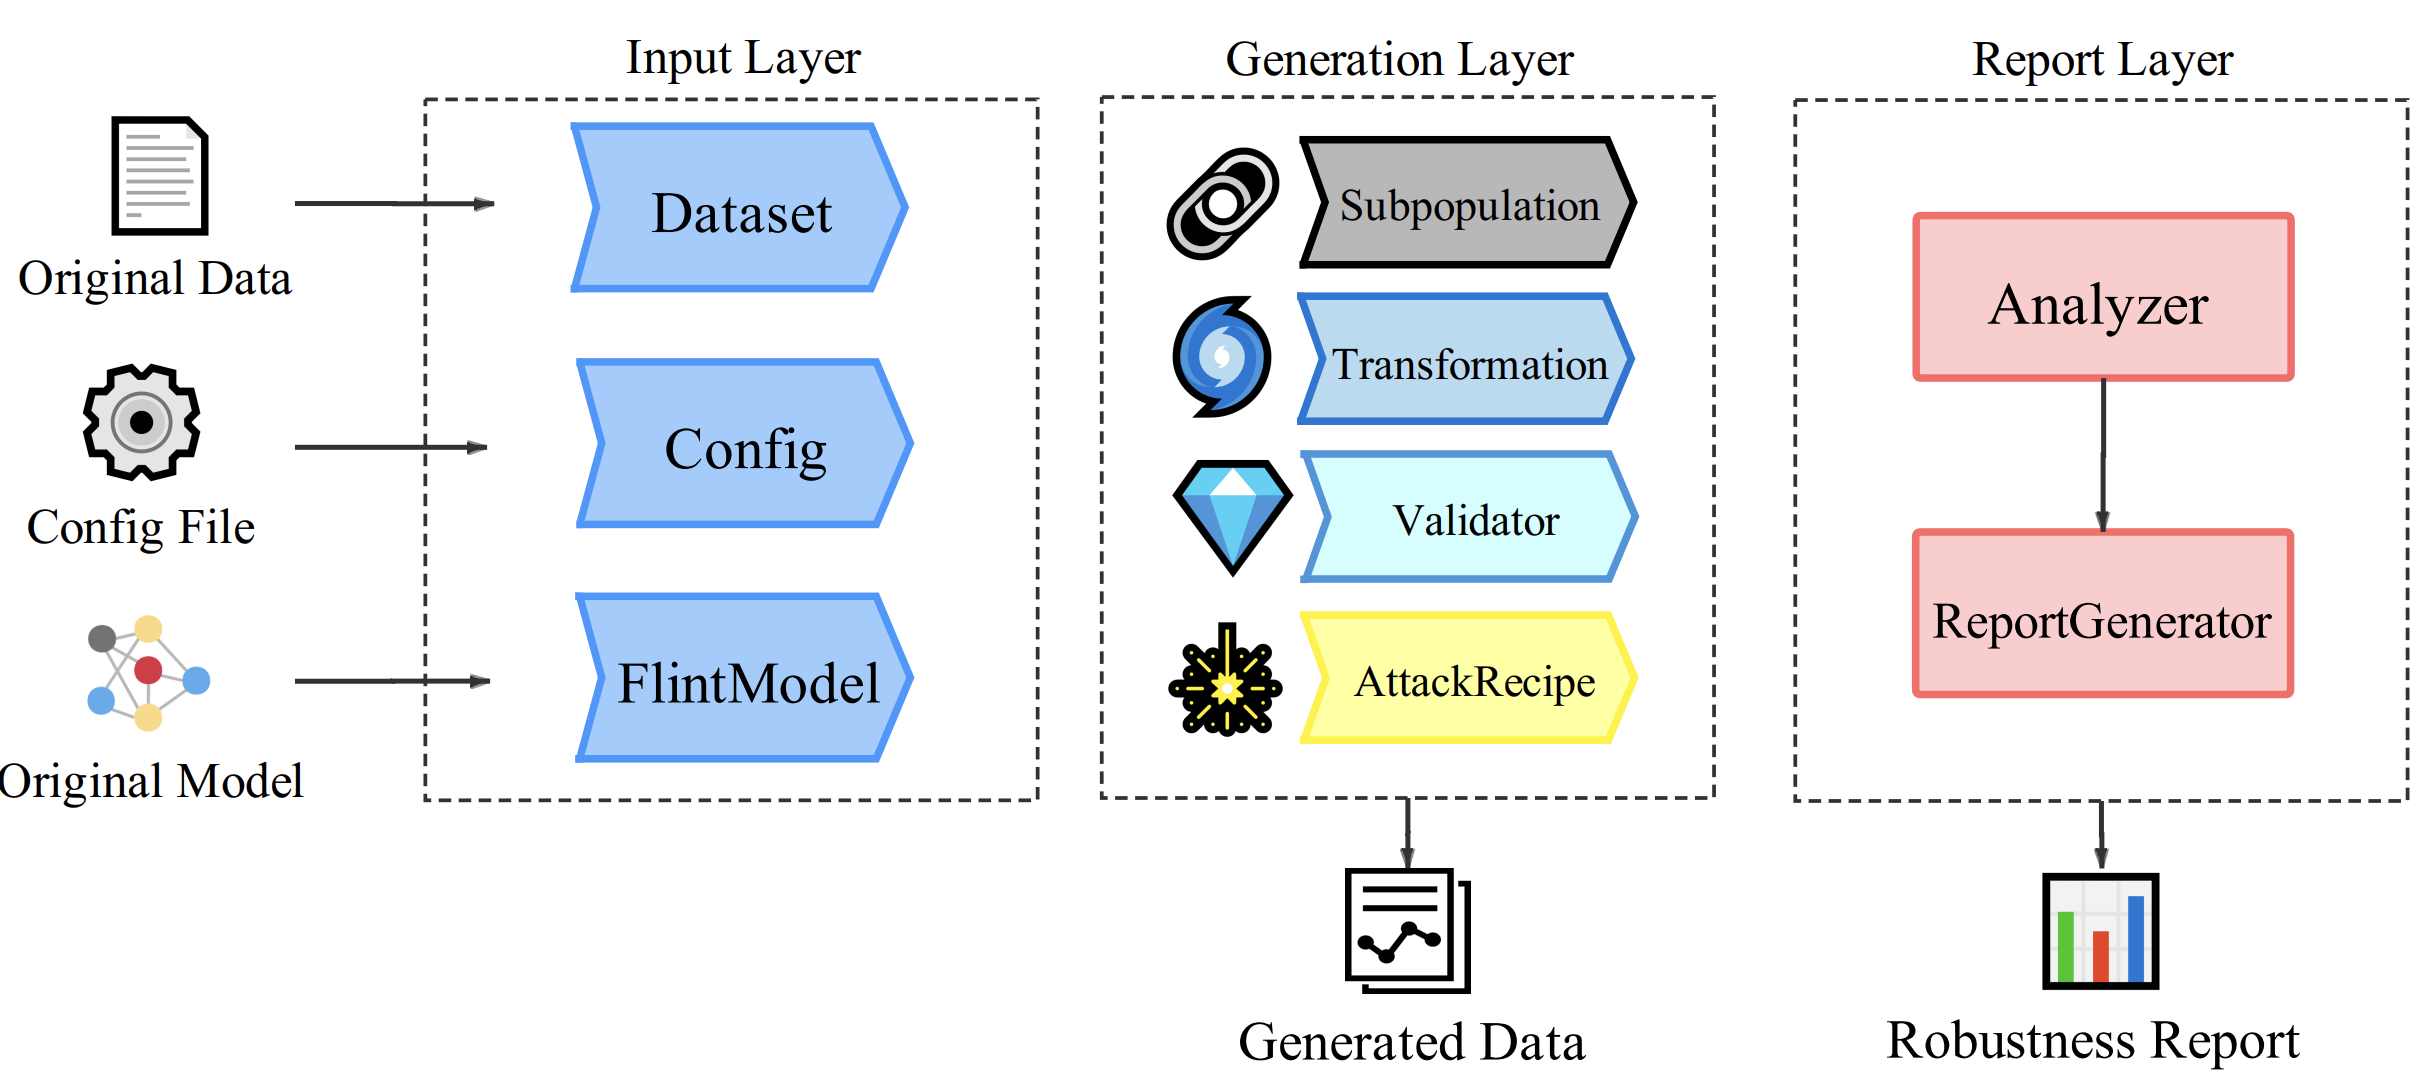 Input Layer
Generation Layer
Report Layer
Original Data
Config File
Original Model
Dataset
Config
FlintModel
Subpopulation
Transformation
Validator
AttackRecipe
Analyzer
ReportGenerator
Generated Data
Robustness Report